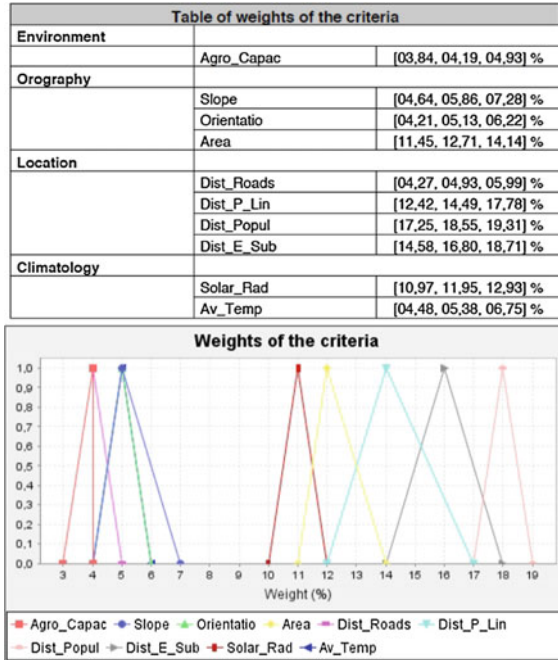 Table of weights of the criteria
Environment
Agro_Capac [03,84, 04,19, 04,93] %
Orography
Slope [04,64, 05,86, 07,28] %
Orientatio [04,21, 05,13, 06,22] %
Area [11,45, 12,71, 14,14] %
Location
Dist_Roads [04,27, 04,93, 05,99] %
Dist_P_Lin [12,42, 14,49, 17,78] %
Dist_Popul [17,25, 18,55, 19,31] %
Dist_E_Sub [14,58, 16,80, 18,71] %
Climatology
Solar_Rad [10,97, 11,95, 12,93] %
Av_Temp [04,48, 05,38, 06,75] %
Weights of the criteria
1,0
0,9
0,8
0,7
0,6
0,5
0,4
0,3
0,2
0,1
0,0
3 4 5 6 7 8 9 10 11 12 13 14 15 16 17 18 19
Weight (%)
Agro_Capac Slope Orientatio Area Dist_Roads Dist_P_Lin
Dist_Popul Dist_E_Sub Solar_Rad Av_Temp